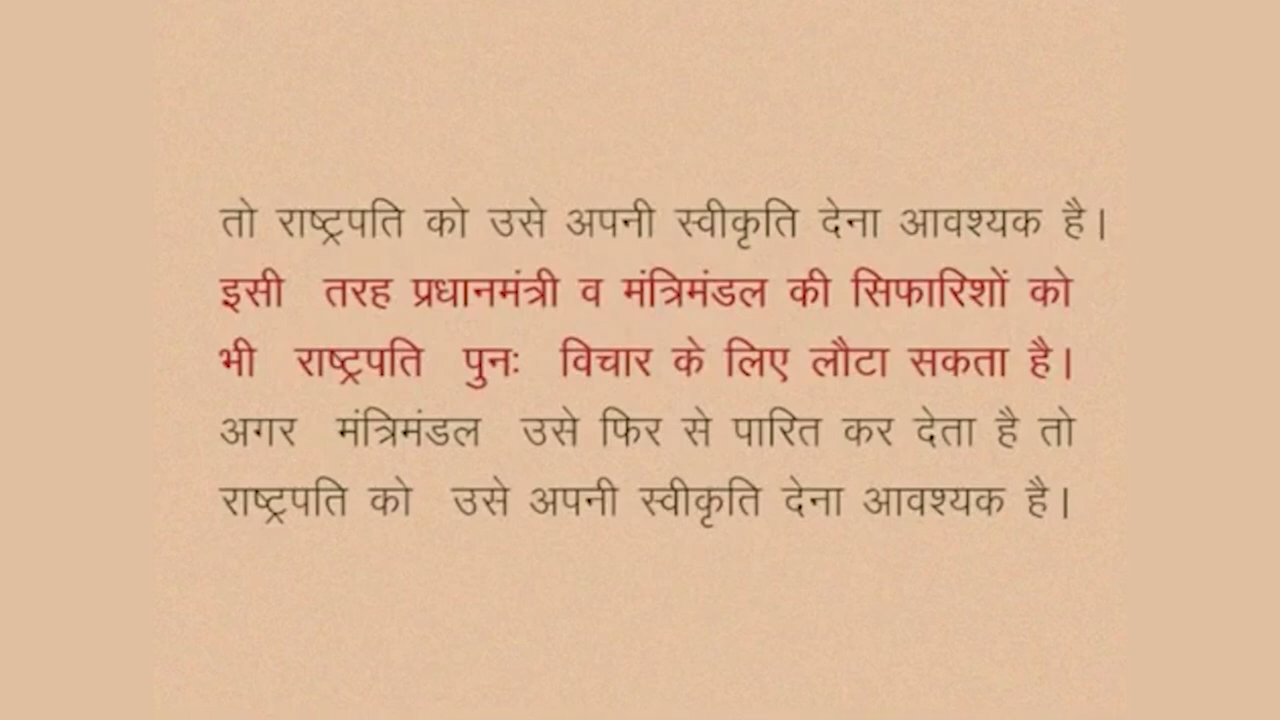 तो राष्ट्रपति को उसे अपनी स्वीकृति देना आवश्यक है।
इसी तरह प्रधानमंत्री व मंत्रिमंडल की सिफारिशों को
भी राष्ट्रपति पुनः विचार के लिए लौटा सकता है।
अगर मंत्रिमंडल उसे फिर से पारित कर देता है तो
राष्ट्रपति को उसे अपनी स्वीकृति देना आवश्यक है।